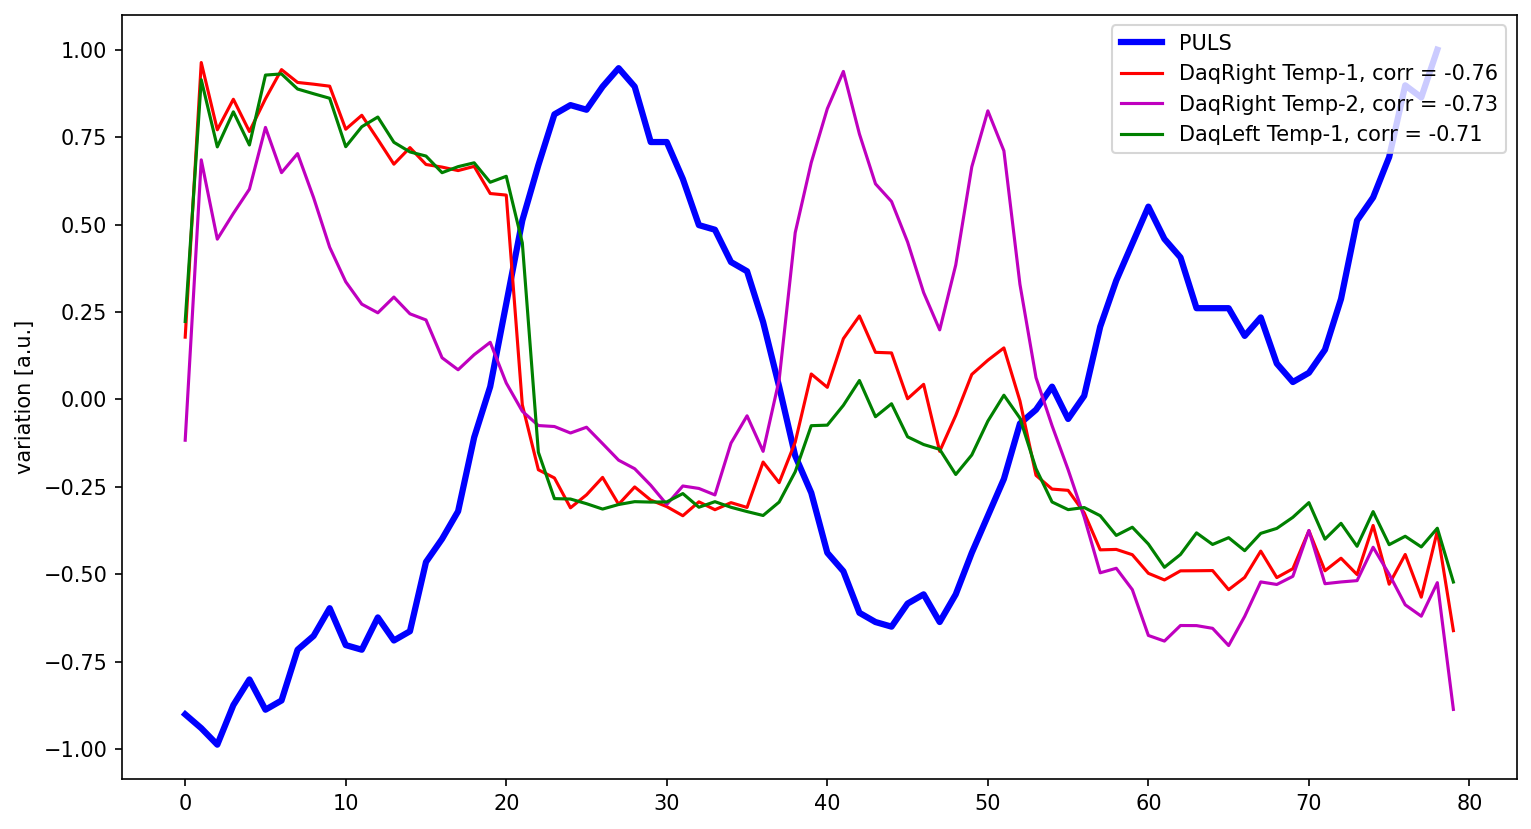 PULS
DaqRight Temp-1, corr = -0.76
DaqRight Temp-2, corr = -0.73
DaqLeft Temp-1, corr = -0.71
variation [a.u.]
1.00
0.75
0.50
0.25
0.00
−0.25
−0.50
−0.75
−1.00
0 10 20 30 40 50 60 70 80